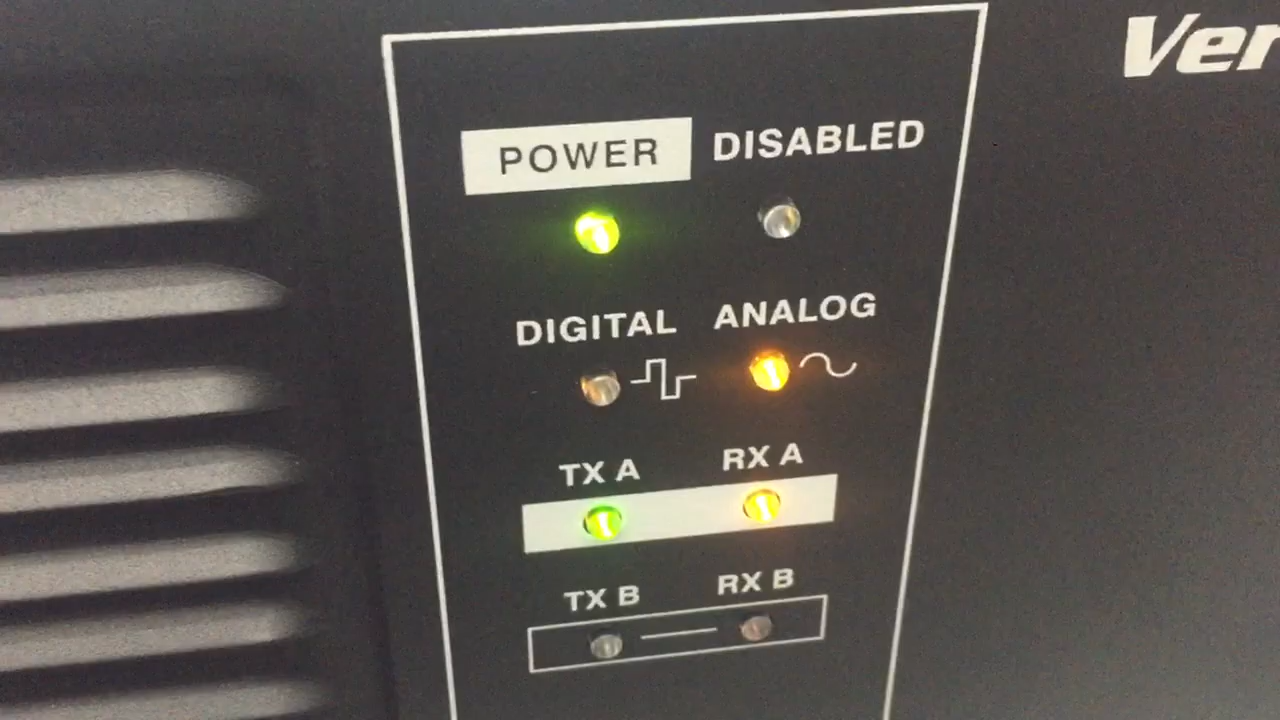 Ver
POWER DISABLED
DIGITAL ANALOG
TX A RX A
TX B RX B